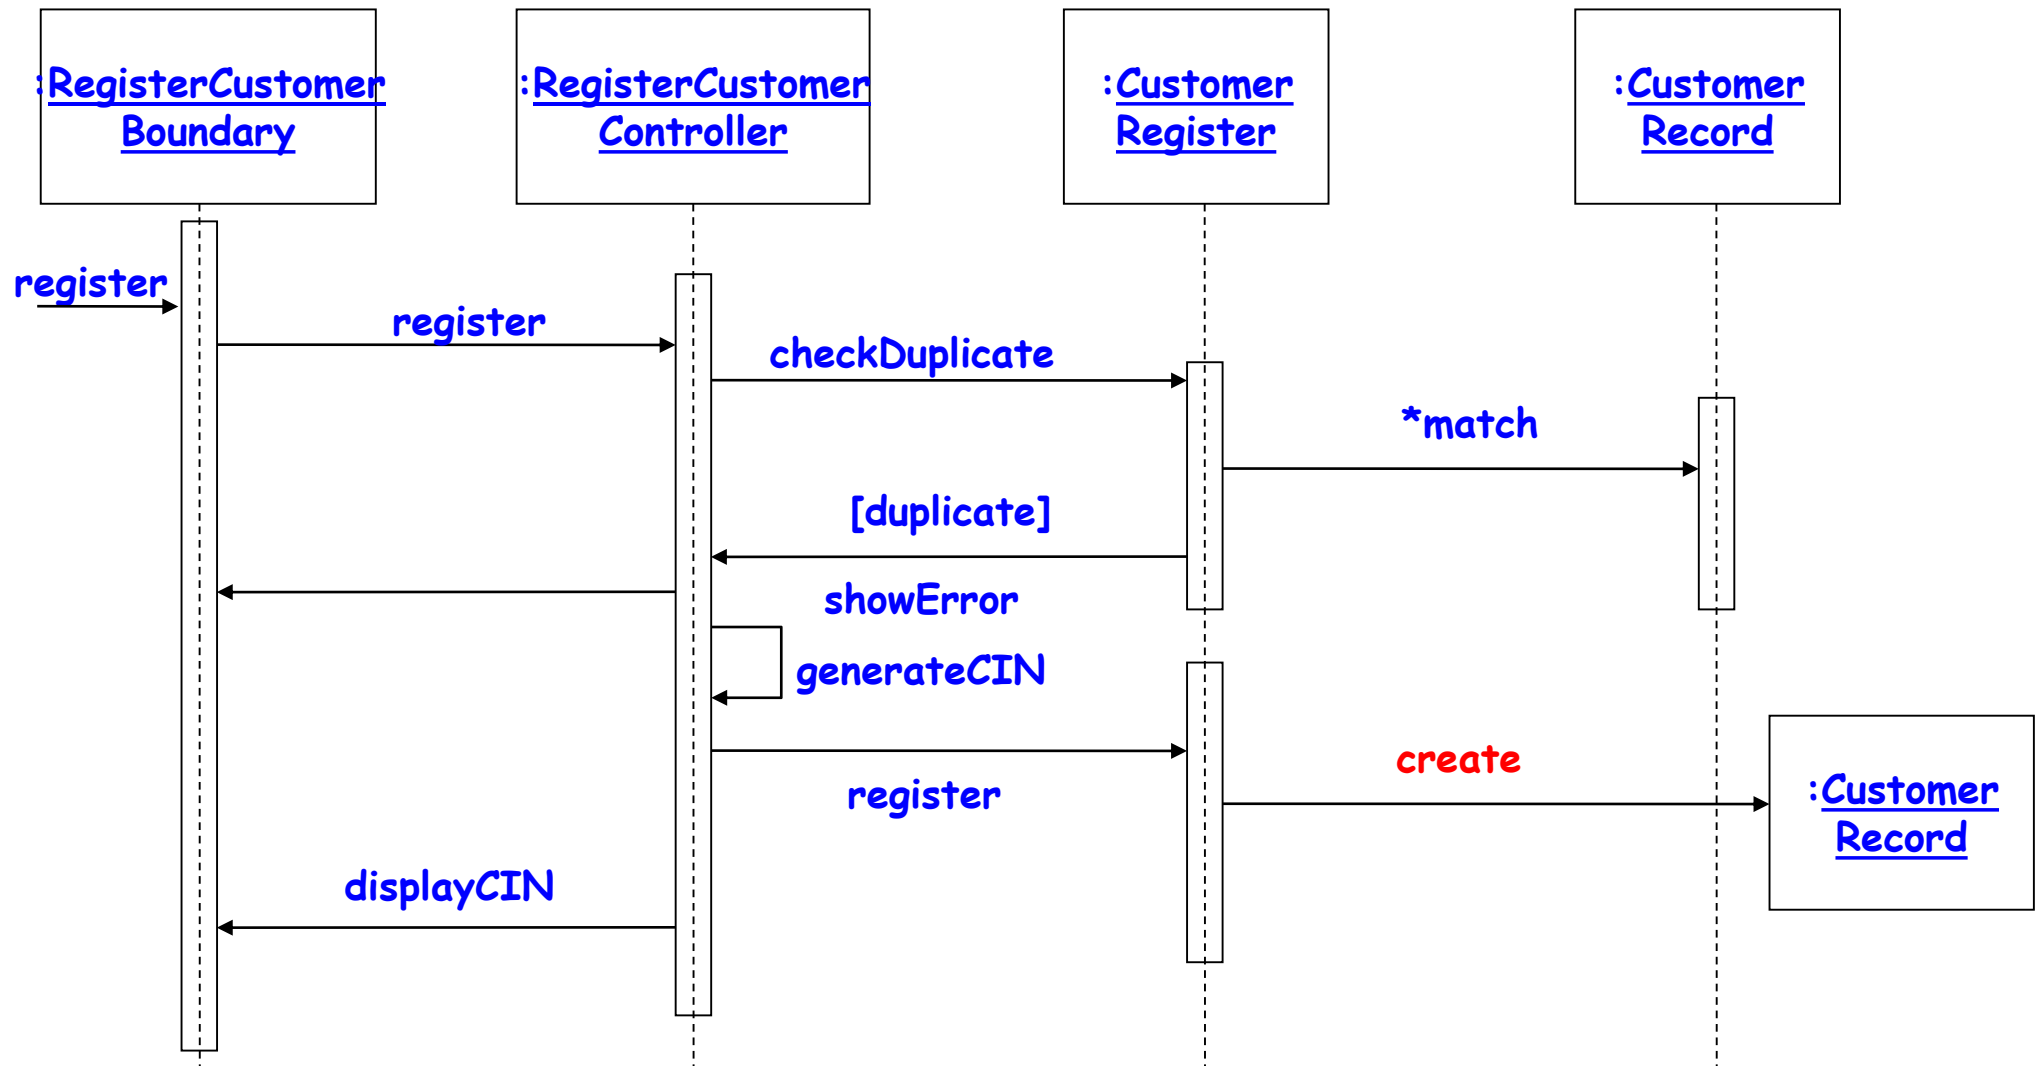 :RegisterCustomer
Boundary
:RegisterCustomer
Controller
:Customer
Register
:Customer
Record
register
register
checkDuplicate
*match
[duplicate]
showError
generateCIN
register
create
:Customer
Record
displayCIN